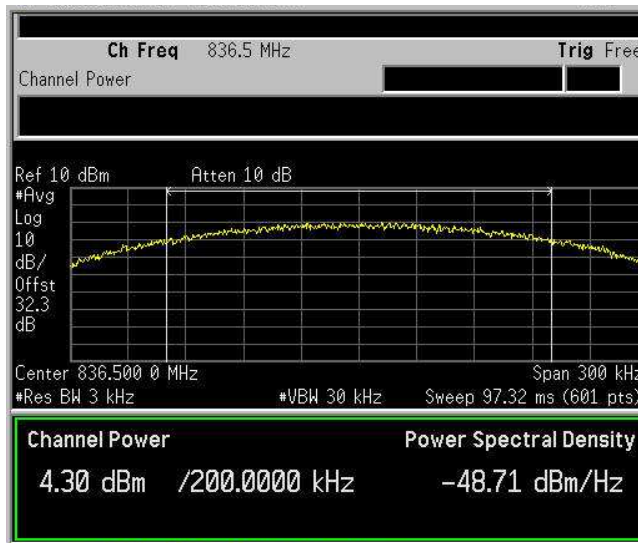 Ch Freq 836.5 MHz Trig Free
Channel Power
Ref 10 dBm Atten 10 dB
#Avg
Log
10
dB/
Offst
32.3
dB
Center 836.500 0 MHz Span 300 kHz
#Res BW 3 kHz #VBW 30 kHz Sweep 97.32 ms (601 pts)
Channel Power Power Spectral Density
4.30 dBm /200.0000 kHz -48.71 dBm/Hz